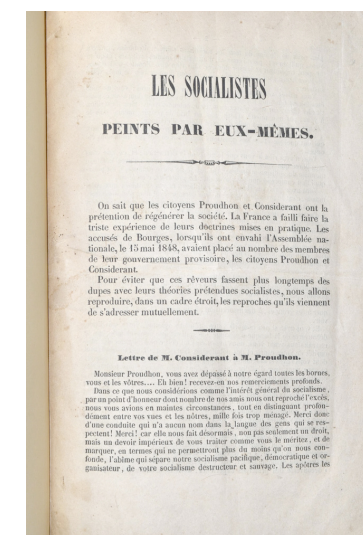 LES SOCIALISTES
PEINTS PAR EUX-MÊMES.
On sait que les citoyens Proudhon et Considerant ont la
prétention de régénérer la société. La France a failli faire la
triste expérience de leurs doctrines mises en pratique. Les
accusés de Bourges, lorsqu'ils ont envahi l'Assemblée na-
tionale, le 15 mai 1848, avaient placé au nombre des membres
de leur gouvernement provisoire, les citoyens Proudhon et
Considerant.
Pour éviter que ces rêveurs fassent plus longtemps des
dupes avec leurs théories prétendues socialistes, nous allons
reproduire, dans un cadre étroit, les reproches qu'ils viennent
de s'adresser mutuellement.
Lettre de M. Considerant à M. Proudhon.
Monsieur Proudhon, vous avez dépassé à notre égard toutes les bornes,
vous et les vôtres.... Eh bien! recevez-en nos remerciements profonds.
Dans ce que nous considérions comme l'intérêt général du socialisme,
par un point d'honneur dont nombre de nos amis nous ont reproché l'excès,
nous vous avions en maintes circonstances, tout en distinguant profon-
dément entre vos vues et les nôtres, mille fois trop ménagé. Merci donc
d'une conduite qui n'a aucun nom dans la langue des gens qui se res-
pectent! Merci! car elle nous fait désormais, non pas seulement un droit,
mais un devoir impérieux de vous traiter comme vous le méritez, et de
marquer, en termes qui ne permettront plus du moins qu'on nous con-
fonde, l'abîme qui sépare notre socialisme pacifique, démocratique et or-
ganisateur, de votre socialisme destructeur et sauvage. Les apôtres les